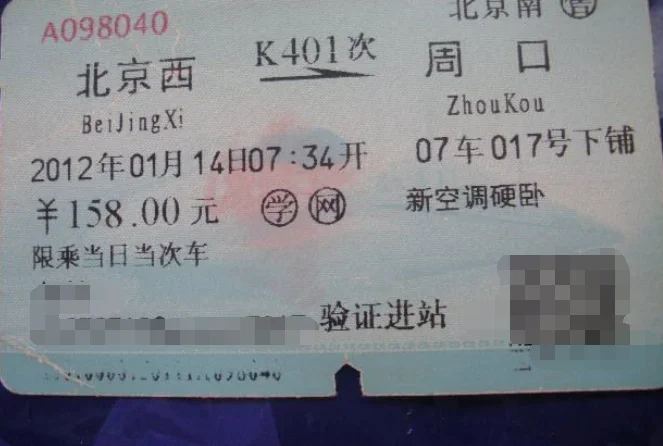 A098040
北京南 售
北京西 K401次 周口
BeiJingXi ZhouKou
2012年01月14日07:34开 07车017号下铺
￥158.00元 学 网 新空调硬卧
限乘当日当次车
验证进站